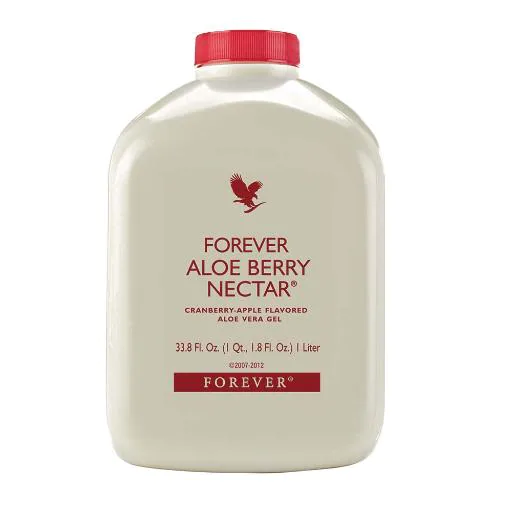 FOREVER
ALOE BERRY
NECTAR®
CRANBERRY-APPLE FLAVORED
ALOE VERA GEL
33.8 Fl. Oz. (1 Qt., 1.8 Fl. Oz.) 1 Liter
©2007-2012
FOREVER®